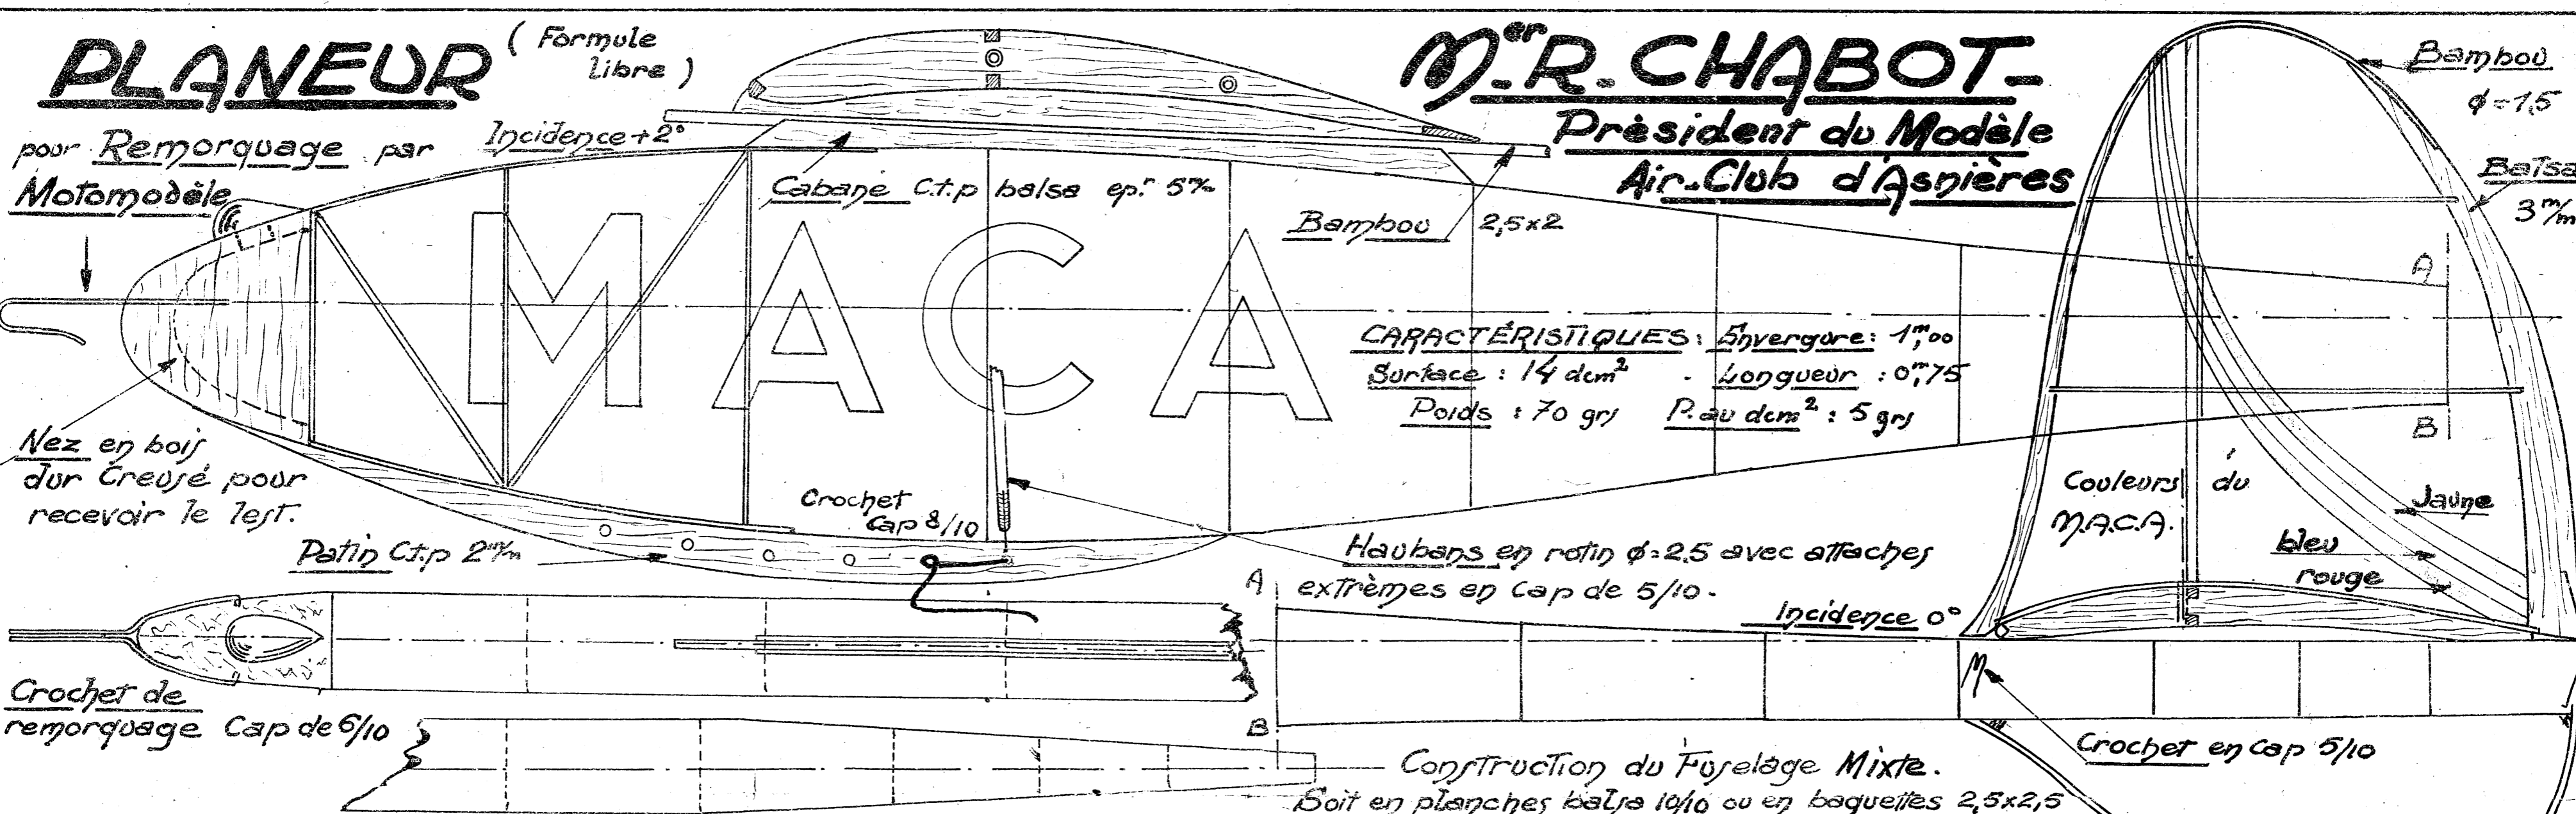 PLANEUR
( Formule
libre )
pour Remorquage par
Motomodèle
Incidence +2°
Mer. R. CHABOT_
Président du Modèle
Air-Club d'Asnières
Bambou
ϕ = 1,5
Balsa
3 m/m
Cabane C.t.p balsa ep.r 5 m/m
Bambou 2,5x2
MACA
A
B
CARACTÉRISTIQUES : Envergure : 1m,00
Surface : 14 dcm² . Longueur : 0m,75
Poids : 70 grs P. au dcm² : 5 grs
Nez en bois
dur Creusé pour
recevoir le lest.
Crochet
Cap 8/10
Patin C.t.p 2 m/m
Haubans en rotin ϕ = 2,5 avec attaches
extrèmes en Cap de 5/10.
Couleurs du
M.A.C.A.
Jaune
bleu
rouge
Incidence 0°
A
B
Crochet de
remorquage Cap de 6/10
Crochet en Cap 5/10
Construction du Fuselage Mixte.
Soit en planches balsa 10/10 ou en baguettes 2,5x2,5